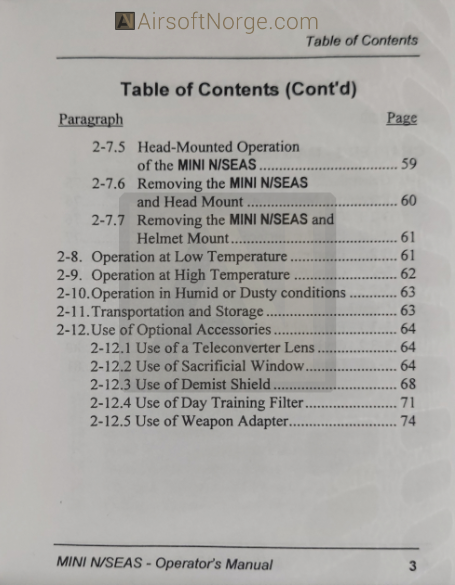 AirsoftNorge.com
Table of Contents
Table of Contents (Cont'd)
Paragraph Page
2-7.5 Head-Mounted Operation
of the MINI N/SEAS ................................ 59
2-7.6 Removing the MINI N/SEAS
and Head Mount ................................... 60
2-7.7 Removing the MINI N/SEAS and
Helmet Mount...................................... 61
2-8. Operation at Low Temperature ......................... 61
2-9. Operation at High Temperature ........................ 62
2-10.Operation in Humid or Dusty conditions ........... 63
2-11.Transportation and Storage .............................. 63
2-12.Use of Optional Accessories ............................. 64
2-12.1 Use of a Teleconverter Lens .................... 64
2-12.2 Use of Sacrificial Window....................... 64
2-12.3 Use of Demist Shield .............................. 68
2-12.4 Use of Day Training Filter....................... 71
2-12.5 Use of Weapon Adapter........................... 74
MINI N/SEAS - Operator's Manual 3